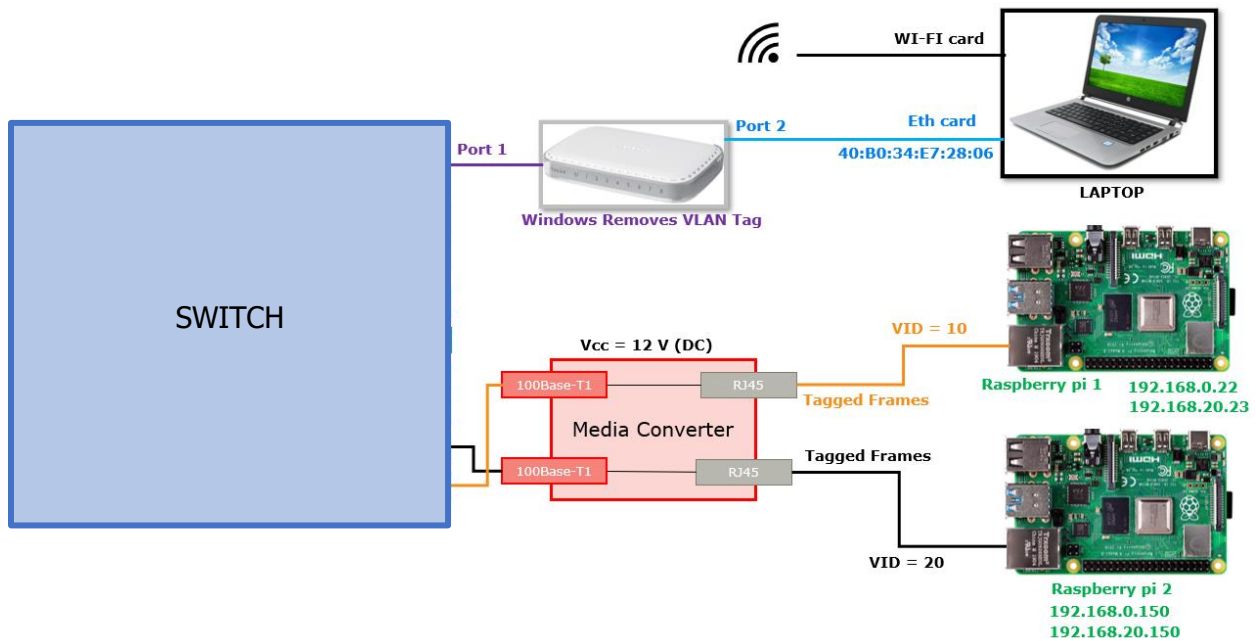 WI-FI card
Port 1
Port 2
Eth card
40:B0:34:E7:28:06
LAPTOP
Windows Removes VLAN Tag
SWITCH
Vcc = 12 V (DC)
100Base-T1
RJ45
Media Converter
100Base-T1
RJ45
VID = 10
Tagged Frames
Raspberry pi 1
192.168.0.22
192.168.20.23
Tagged Frames
VID = 20
Raspberry pi 2
192.168.0.150
192.168.20.150
HDMI
HDMI